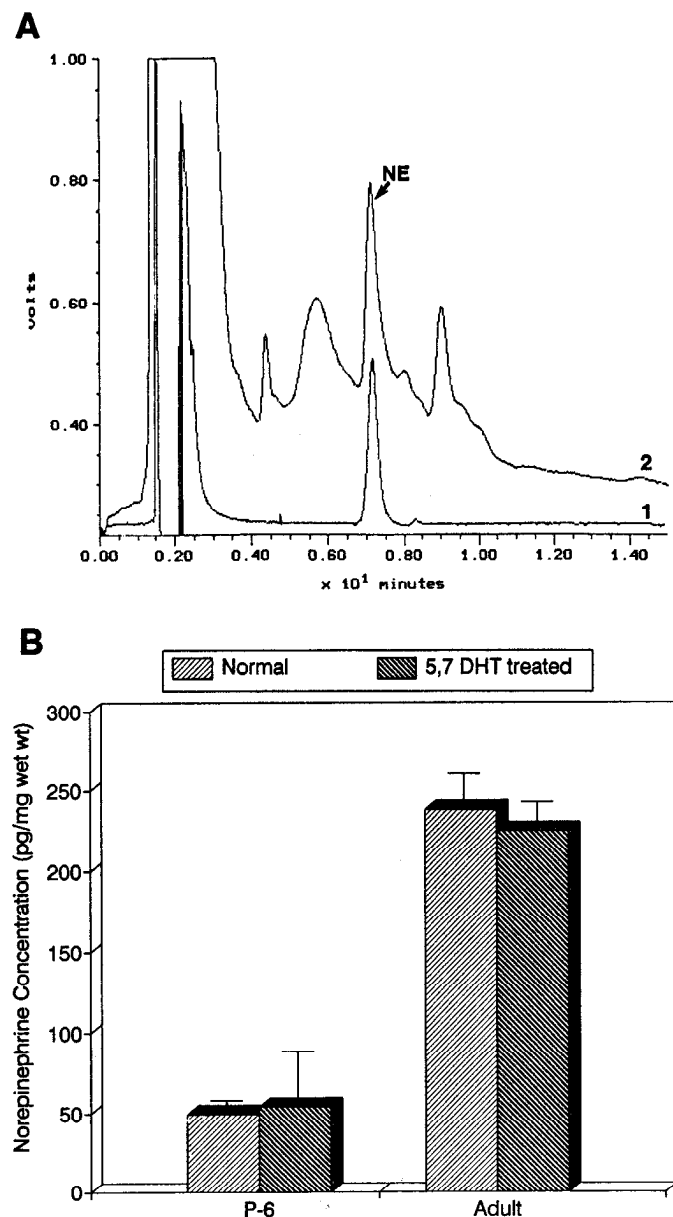 A
1.00
0.80
0.60
0.40
volts
NE
2
1
0.00 0.20 0.40 0.60 0.80 1.00 1.20 1.40
x 10¹ minutes
B
Normal 5,7 DHT treated
Norepinephrine Concentration (pg/mg wet wt)
300
250
200
150
100
50
0
P-6 Adult